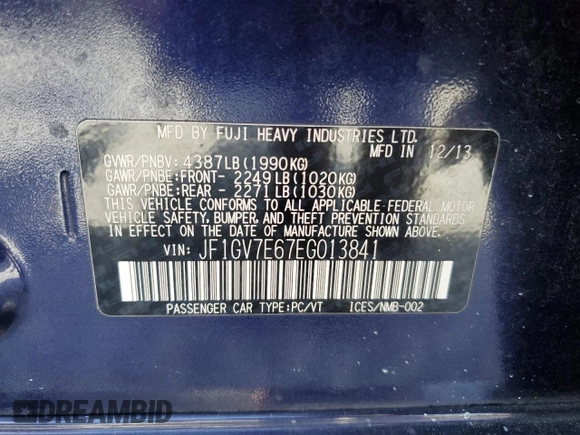 MFD BY FUJI HEAVY INDUSTRIES LTD.
MFD IN 12/13
GVWR/PNBV: 4387LB(1990KG)
GAWR/PNBE:FRONT- 2249LB(1020KG)
GAWR/PNBE:REAR - 2271LB(1030KG)
THIS VEHICLE CONFORMS TO ALL APPLICABLE FEDERAL MOTOR
VEHICLE SAFETY, BUMPER, AND THEFT PREVENTION STANDARDS
IN EFFECT ON THE DATE OF MANUFACTURE SHOWN ABOVE.
VIN: JF1GV7E67EG013841
PASSENGER CAR TYPE:PC/VT ICES/NMB-002
DREAMBID